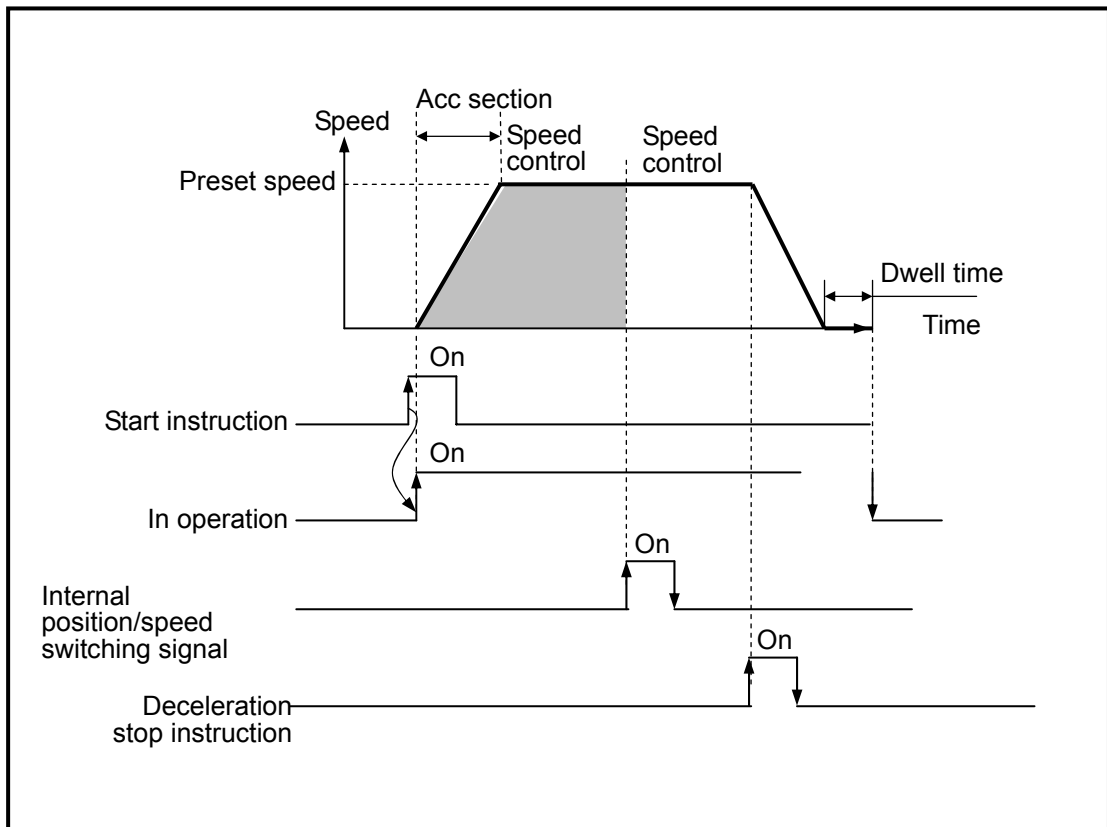 Acc section
Speed
Speed
control
Speed
control
Preset speed
Dwell time
Time
On
Start instruction
On
In operation
On
Internal
position/speed
switching signal
On
Deceleration
stop instruction